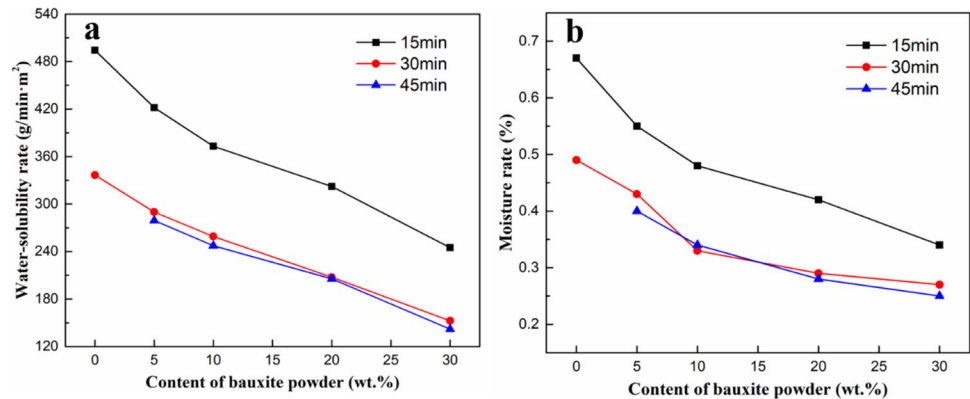 a
540
480
420
360
300
240
180
120
Water-solubility rate (g/min·m²)
15min
30min
45min
0
5
10
15
20
25
30
Content of bauxite powder (wt.%)
b
0.7
0.6
0.5
0.4
0.3
0.2
Moisture rate (%)
15min
30min
45min
0
5
10
15
20
25
30
Content of bauxite powder (wt.%)